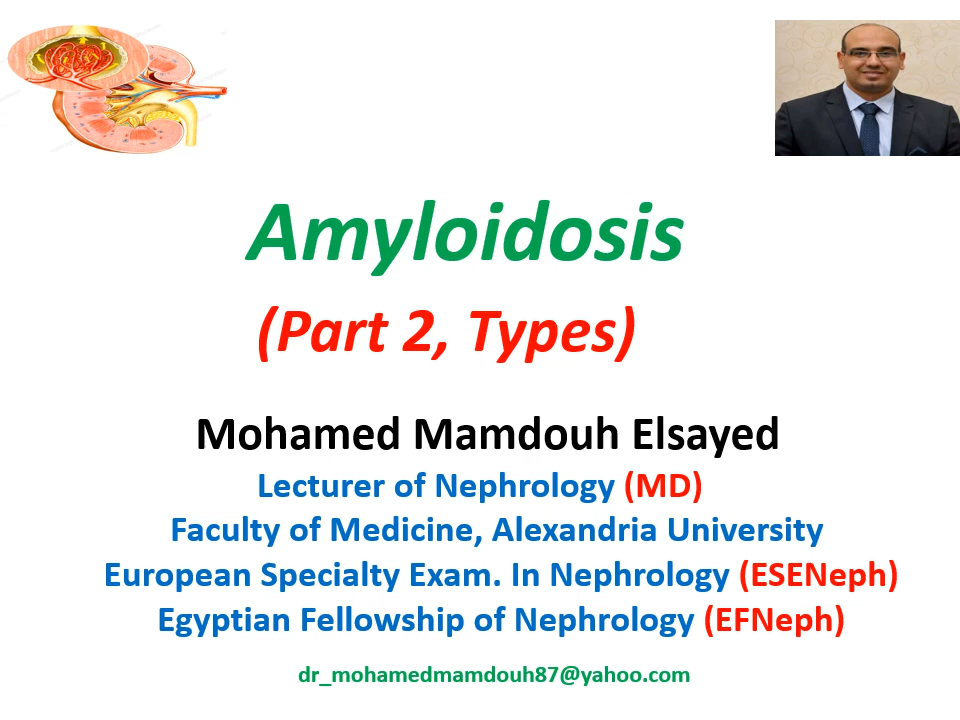 Amyloidosis
(Part 2, Types)
Mohamed Mamdouh Elsayed
Lecturer of Nephrology (MD)
Faculty of Medicine, Alexandria University
European Specialty Exam. In Nephrology (ESENeph)
Egyptian Fellowship of Nephrology (EFNeph)
dr_mohamedmamdouh87@yahoo.com